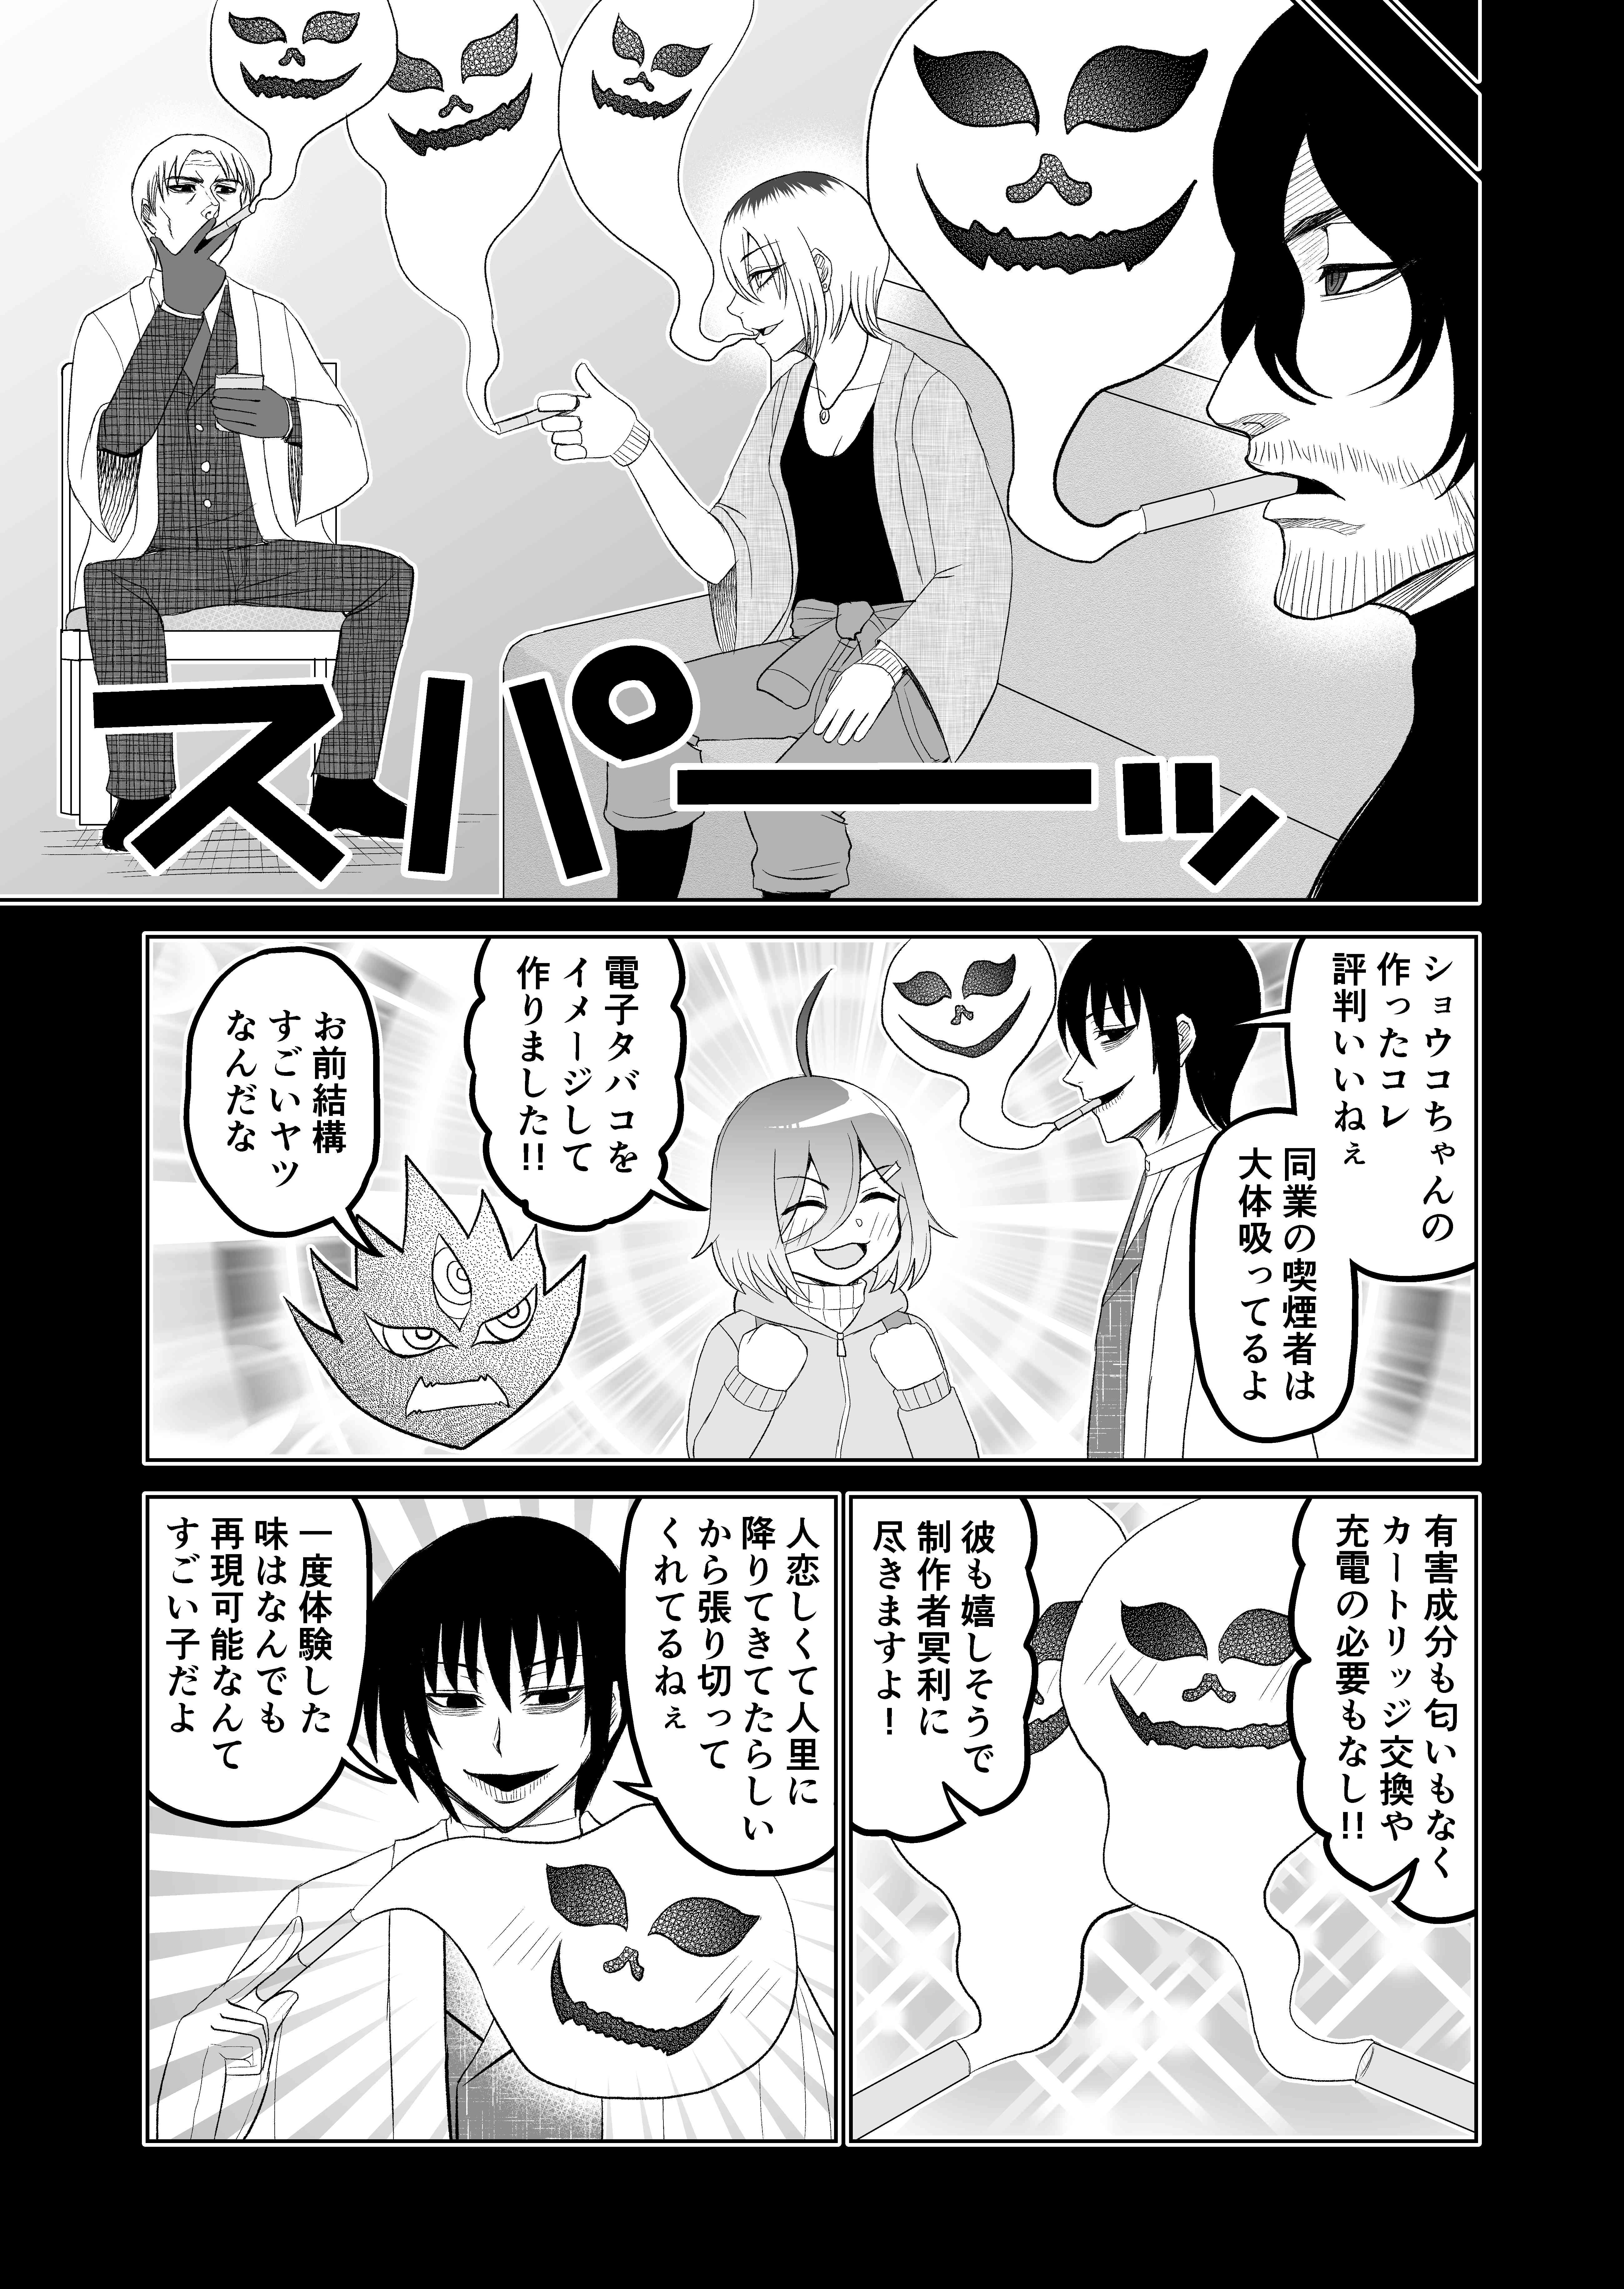 スパーッ
ショウコちゃんの
作ったコレ
評判いいねぇ
同業の喫煙者は
大体吸ってるよ
電子タバコを
イメージして
作りました!!
お前結構
すごいヤツ
なんだな
有害成分も匂いもなく
カートリッジ交換や
充電の必要もなし!!
彼も嬉しそうで
制作者冥利に
尽きますよ!
人恋しくて人里に
降りてきてたらしい
から張り切って
くれてるねぇ
一度体験した
味はなんでも
再現可能なんて
すごい子だよ